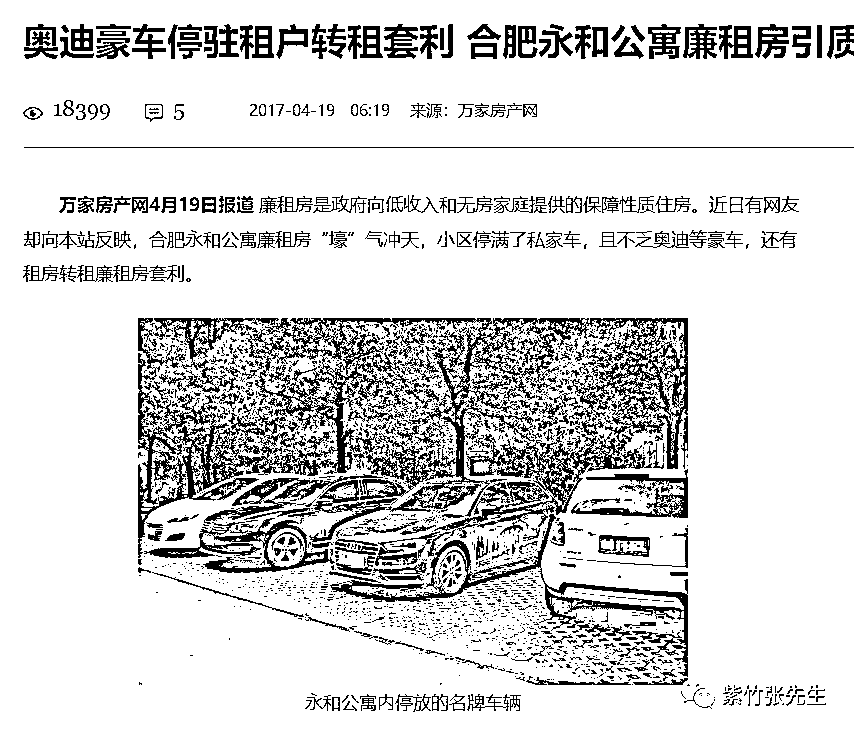 奥迪豪车停驻租户转租套利 合肥永和公寓廉租房引质
18399 5 2017-04-19 06:19 来源：万家房产网
万家房产网4月19日报道 廉租房是政府向低收入和无房家庭提供的保障性质住房。近日有网友
却向本站反映，合肥永和公寓廉租房“壕”气冲天，小区停满了私家车，且不乏奥迪等豪车，还有
租房转租廉租房套利。
永和公寓内停放的名牌车辆
紫竹张先生